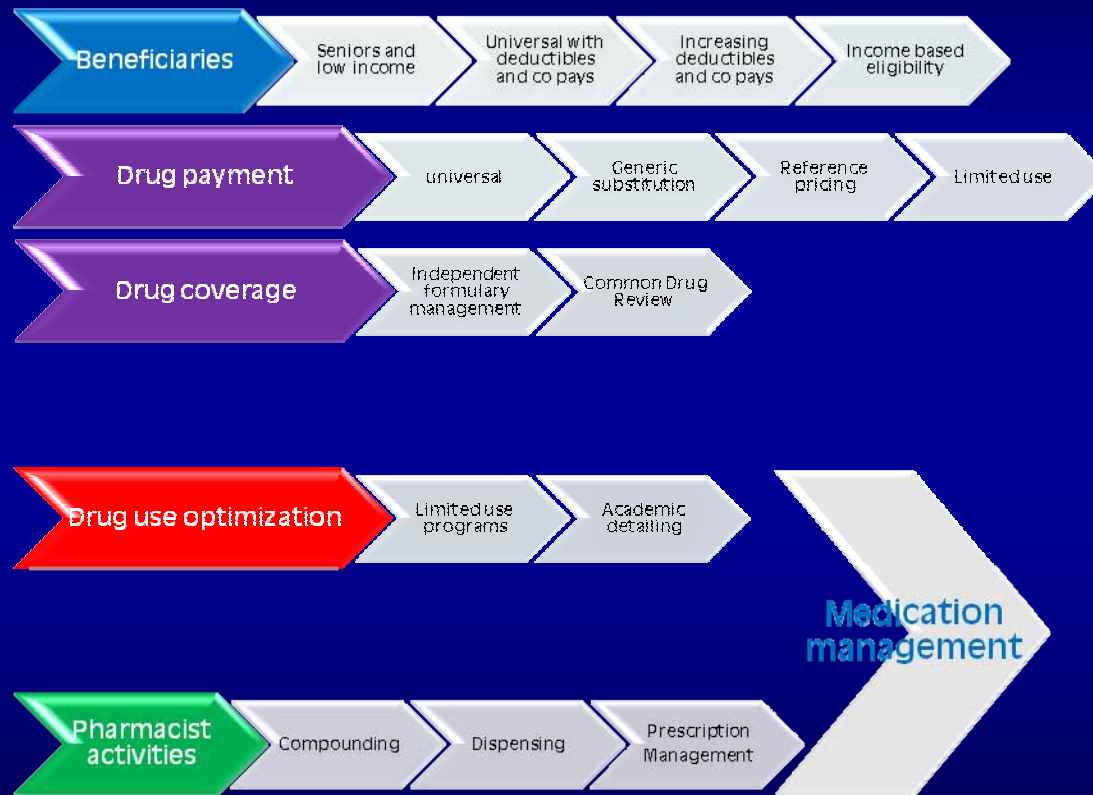 Beneficiaries
Seniors and
low income
Universal with
deductibles
and co pays
Increasing
deductibles
and co pays
Income based
eligibility
Drug payment
universal
Generic
substitution
Reference
pricing
Limited use
Drug coverage
Independent
formulary
management
Common Drug
Review
Drug use optimization
Limited use
programs
Academic
detailing
Medication
management
Pharmacist
activities
Compounding
Dispensing
Prescription
Management